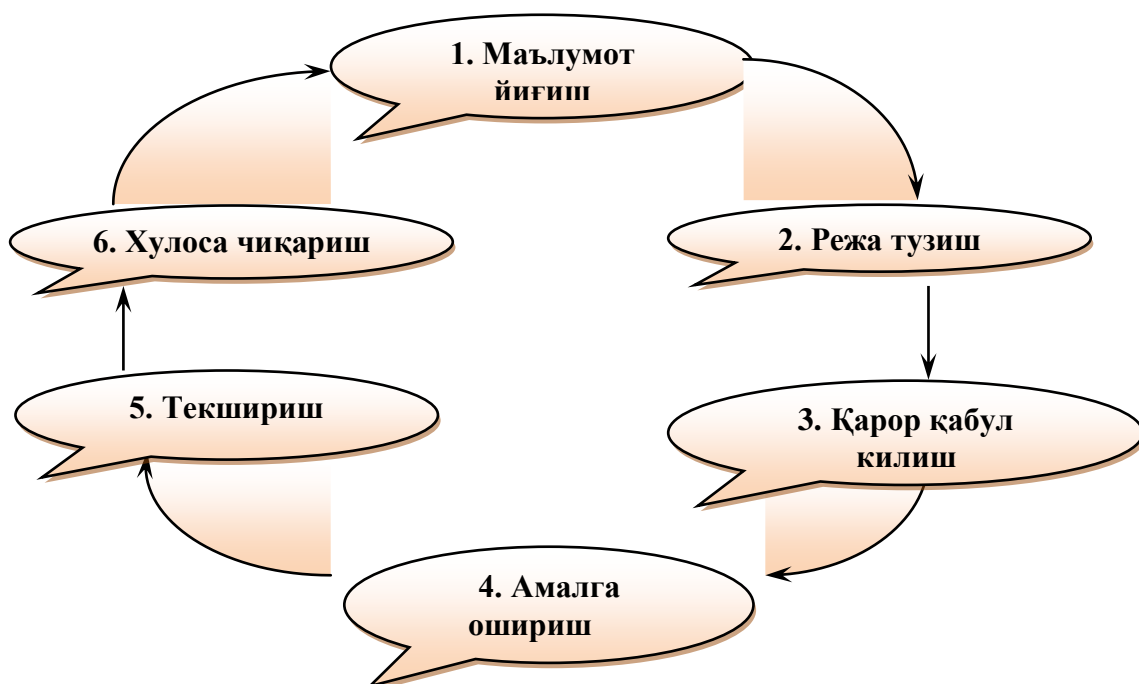 1. Маълумот
йиғиш
2. Режа тузиш
3. Қарор қабул
килиш
4. Амалга
ошириш
5. Текшириш
6. Хулоса чиқариш